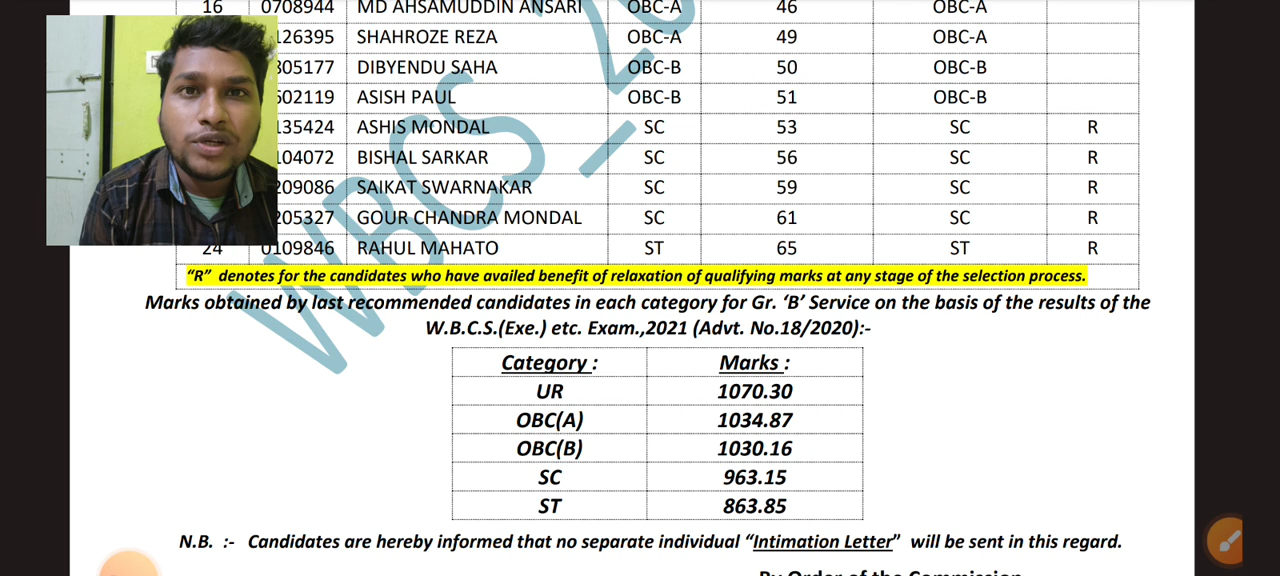 16 0708944 MD AHSAMUDDIN ANSARI OBC-A 46 OBC-A
126395 SHAHROZE REZA OBC-A 49 OBC-A
305177 DIBYENDU SAHA OBC-B 50 OBC-B
502119 ASISH PAUL OBC-B 51 OBC-B
135424 ASHIS MONDAL SC 53 SC R
104072 BISHAL SARKAR SC 56 SC R
209086 SAIKAT SWARNAKAR SC 59 SC R
205327 GOUR CHANDRA MONDAL SC 61 SC R
24 0109846 RAHUL MAHATO ST 65 ST R
“R” denotes for the candidates who have availed benefit of relaxation of qualifying marks at any stage of the selection process.
Marks obtained by last recommended candidates in each category for Gr. ‘B’ Service on the basis of the results of the
W.B.C.S.(Exe.) etc. Exam.,2021 (Advt. No.18/2020):-
Category : Marks :
UR 1070.30
OBC(A) 1034.87
OBC(B) 1030.16
SC 963.15
ST 863.85
N.B. :- Candidates are hereby informed that no separate individual “Intimation Letter” will be sent in this regard.
By Order of the Commission
WBCS_20